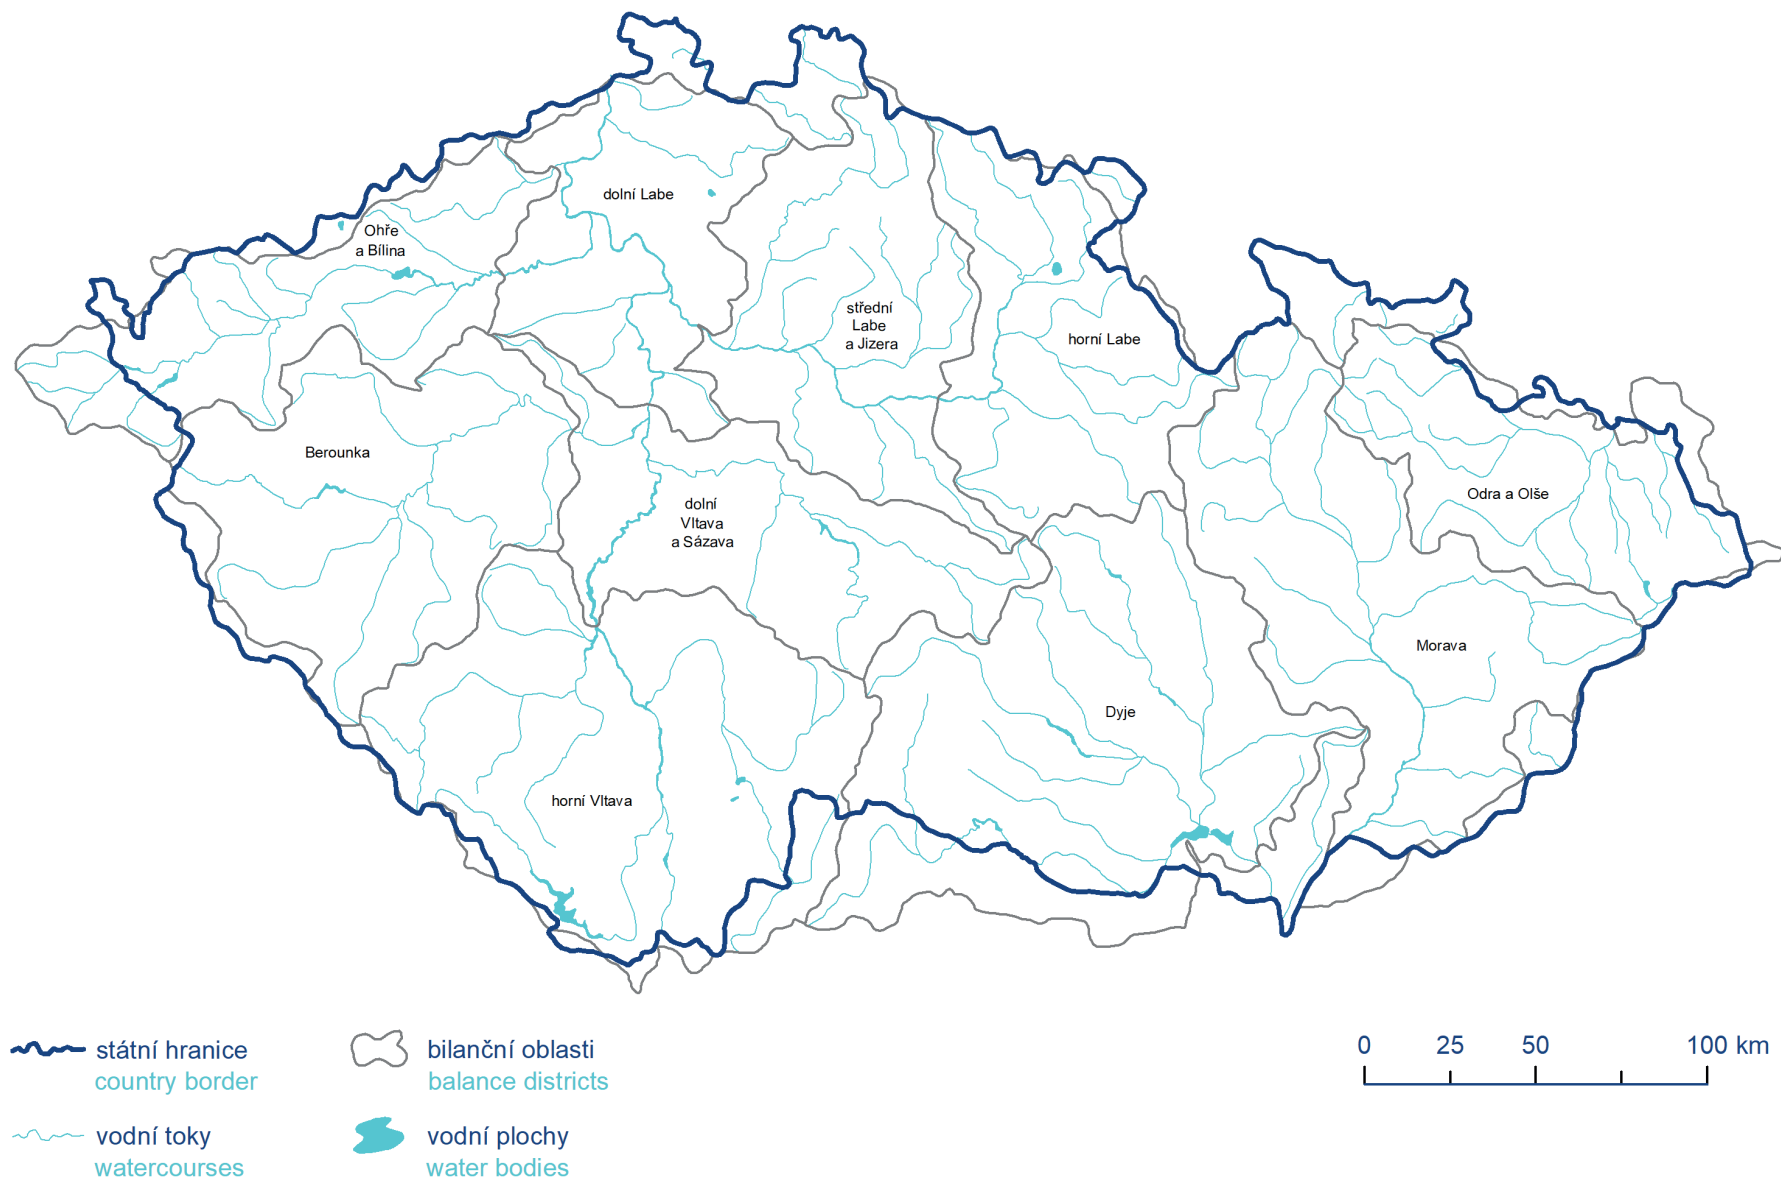 dolní Labe
Ohře
a Bílina
střední
Labe
a Jizera
horní Labe
Berounka
dolní
Vltava
a Sázava
Odra a Olše
Morava
Dyje
horní Vltava
státní hranice
country border
bilanční oblasti
balance districts
0 25 50 100 km
vodní toky
watercourses
vodní plochy
water bodies